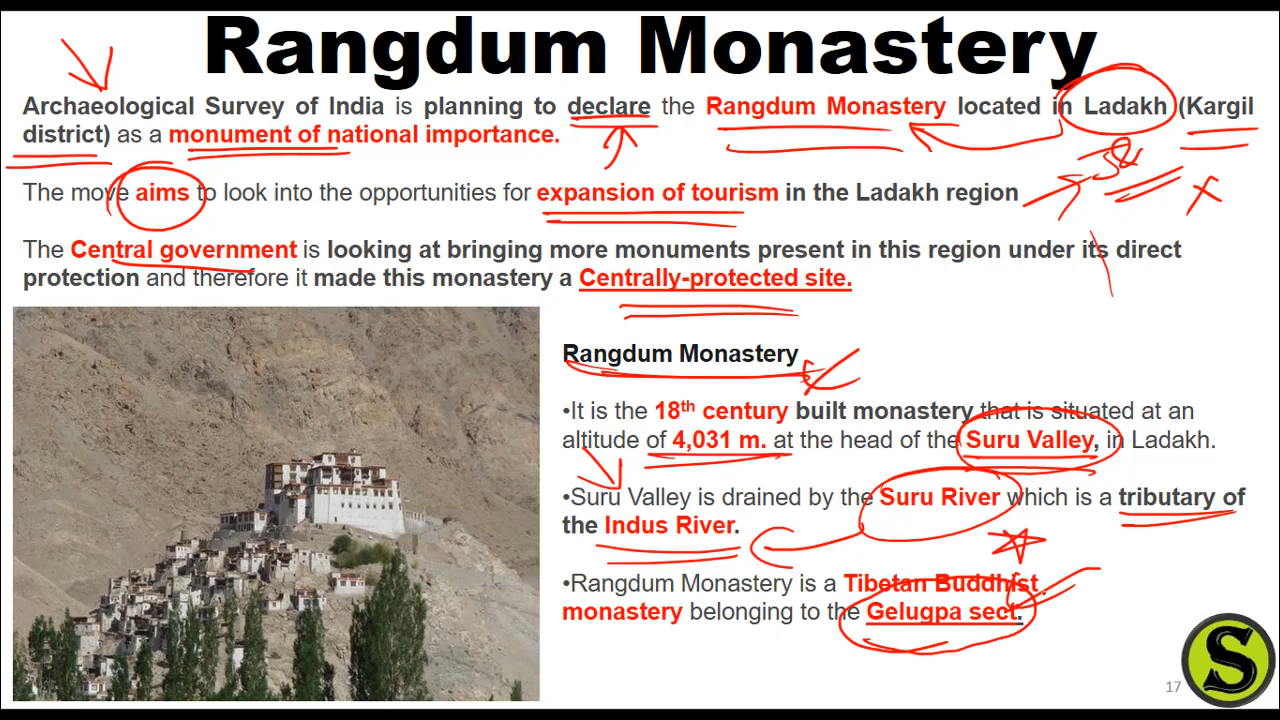 Rangdum Monastery
Archaeological Survey of India is planning to declare the Rangdum Monastery located in Ladakh (Kargil
district) as a monument of national importance.
The move aims to look into the opportunities for expansion of tourism in the Ladakh region
The Central government is looking at bringing more monuments present in this region under its direct
protection and therefore it made this monastery a Centrally-protected site.
Rangdum Monastery
•It is the 18th century built monastery that is situated at an
altitude of 4,031 m. at the head of the Suru Valley, in Ladakh.
•Suru Valley is drained by the Suru River which is a tributary of
the Indus River.
•Rangdum Monastery is a Tibetan Buddhist
monastery belonging to the Gelugpa sect.
S
17